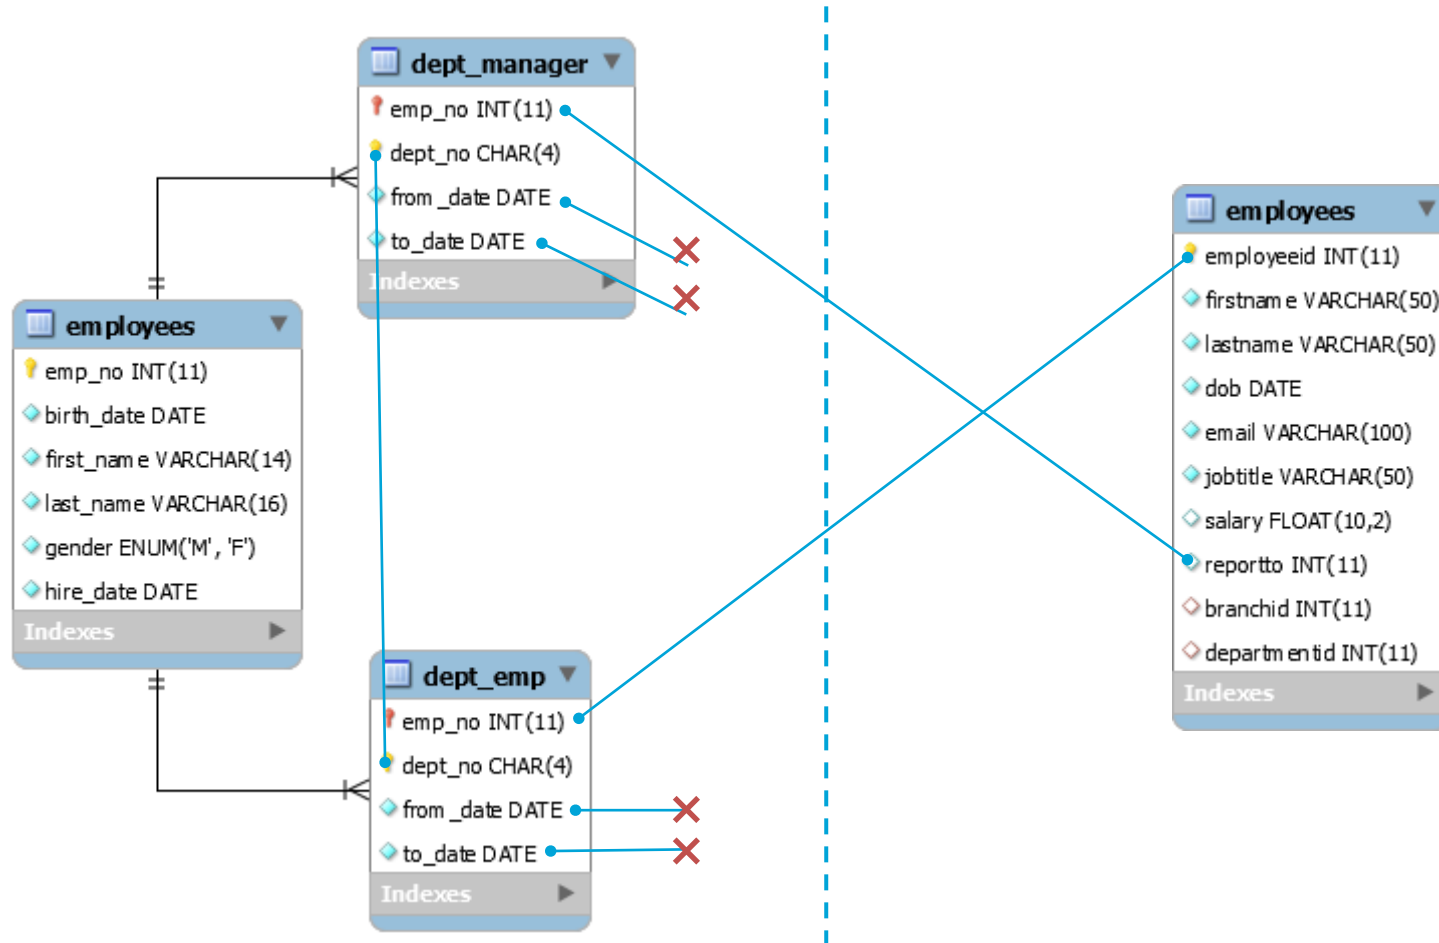 dept_manager
emp_no INT(11)
dept_no CHAR(4)
from_date DATE
to_date DATE
Indexes
employees
emp_no INT(11)
birth_date DATE
first_name VARCHAR(14)
last_name VARCHAR(16)
gender ENUM('M', 'F')
hire_date DATE
Indexes
dept_emp
emp_no INT(11)
dept_no CHAR(4)
from_date DATE
to_date DATE
Indexes
employees
employeeid INT(11)
firstname VARCHAR(50)
lastname VARCHAR(50)
dob DATE
email VARCHAR(100)
jobtitle VARCHAR(50)
salary FLOAT(10,2)
reportto INT(11)
branchid INT(11)
departmentid INT(11)
Indexes